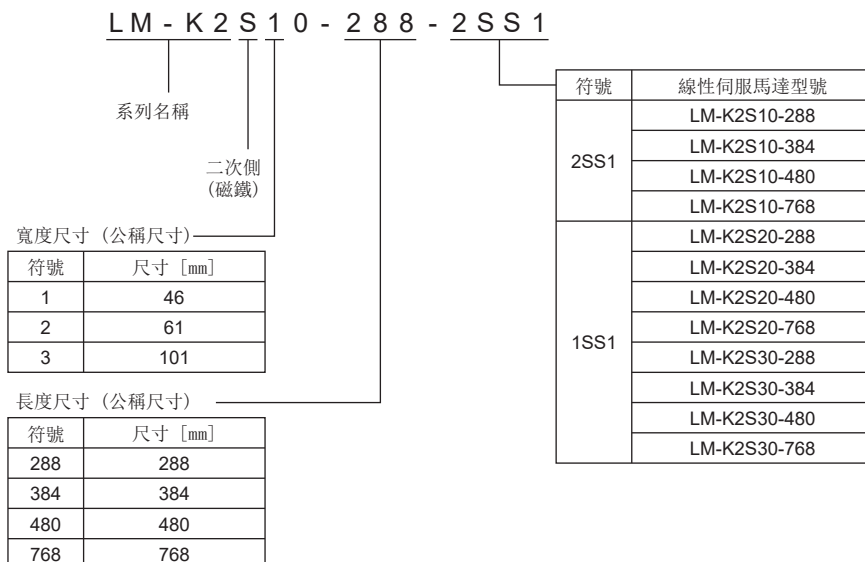 LM-K2S10-288-2SS1
系列名稱
二次側
(磁鐵)
寬度尺寸 (公稱尺寸)
符號 尺寸 [mm]
1 46
2 61
3 101
長度尺寸 (公稱尺寸)
符號 尺寸 [mm]
288 288
384 384
480 480
768 768
符號 線性伺服馬達型號
2SS1
LM-K2S10-288
LM-K2S10-384
LM-K2S10-480
LM-K2S10-768
1SS1
LM-K2S20-288
LM-K2S20-384
LM-K2S20-480
LM-K2S20-768
LM-K2S30-288
LM-K2S30-384
LM-K2S30-480
LM-K2S30-768